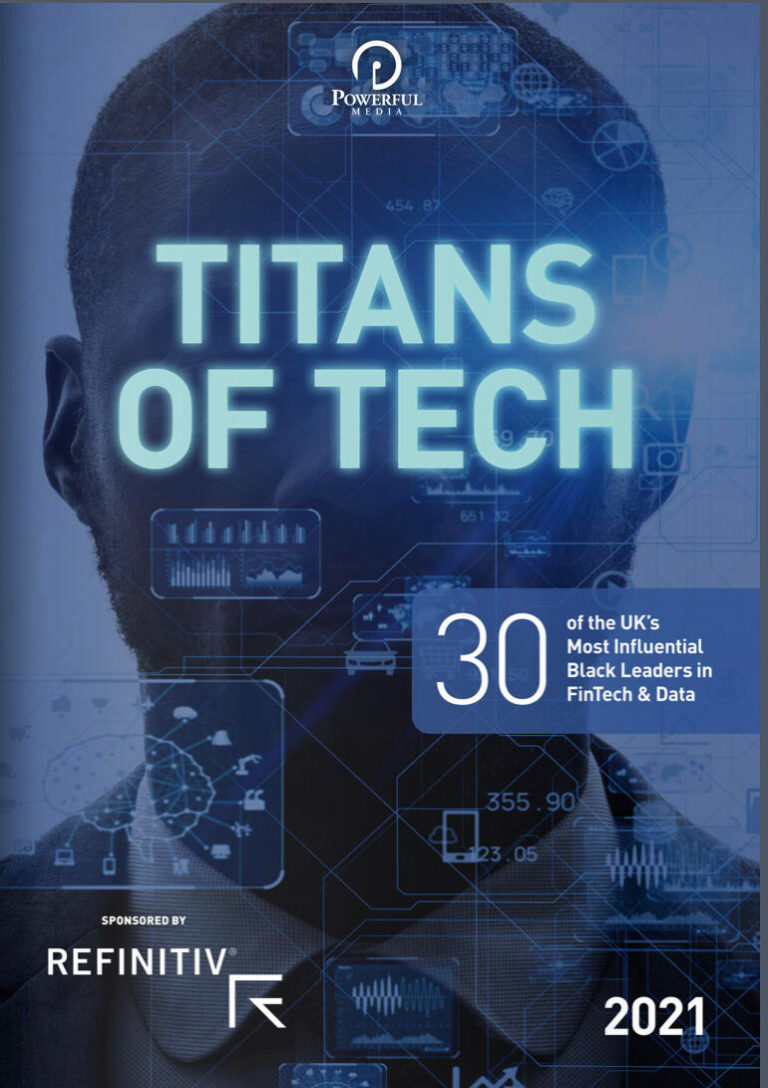 POWERFUL
MEDIA
454.87
TITANS
OF TECH
651.32
30
of the UK's
Most Influential
Black Leaders in
FinTech & Data
355.90
123.05
SPONSORED BY
REFINITIV®
2021